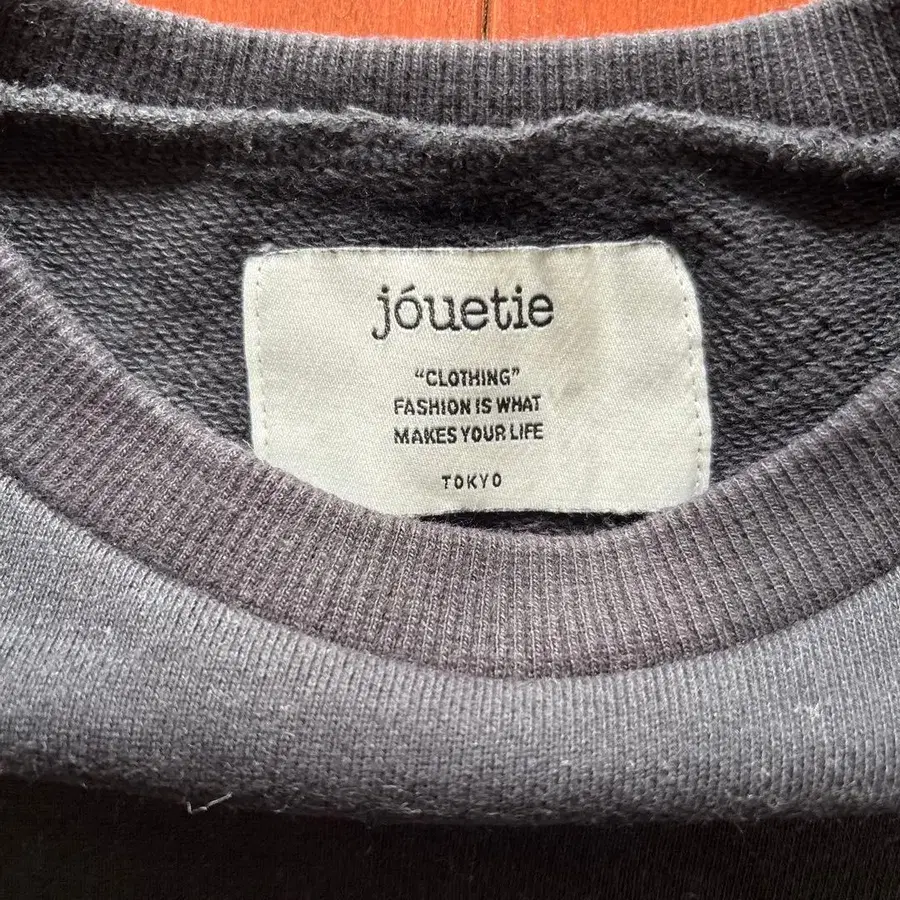 jóuetie
“CLOTHING”
FASHION IS WHAT
MAKES YOUR LIFE
TOKYO